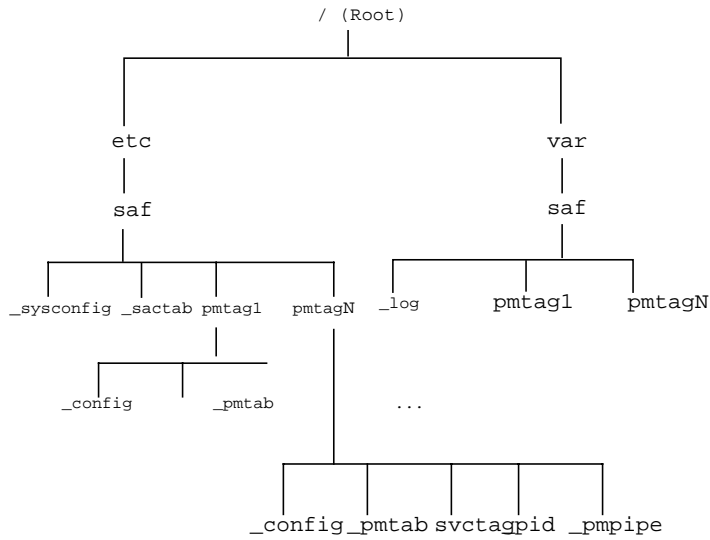 / (Root)
etc var
saf saf
_sysconfig _sactab pmtag1 pmtagN _log pmtag1 pmtagN
_config _pmtab ...
_config _pmtab svctag pid _pmpipe